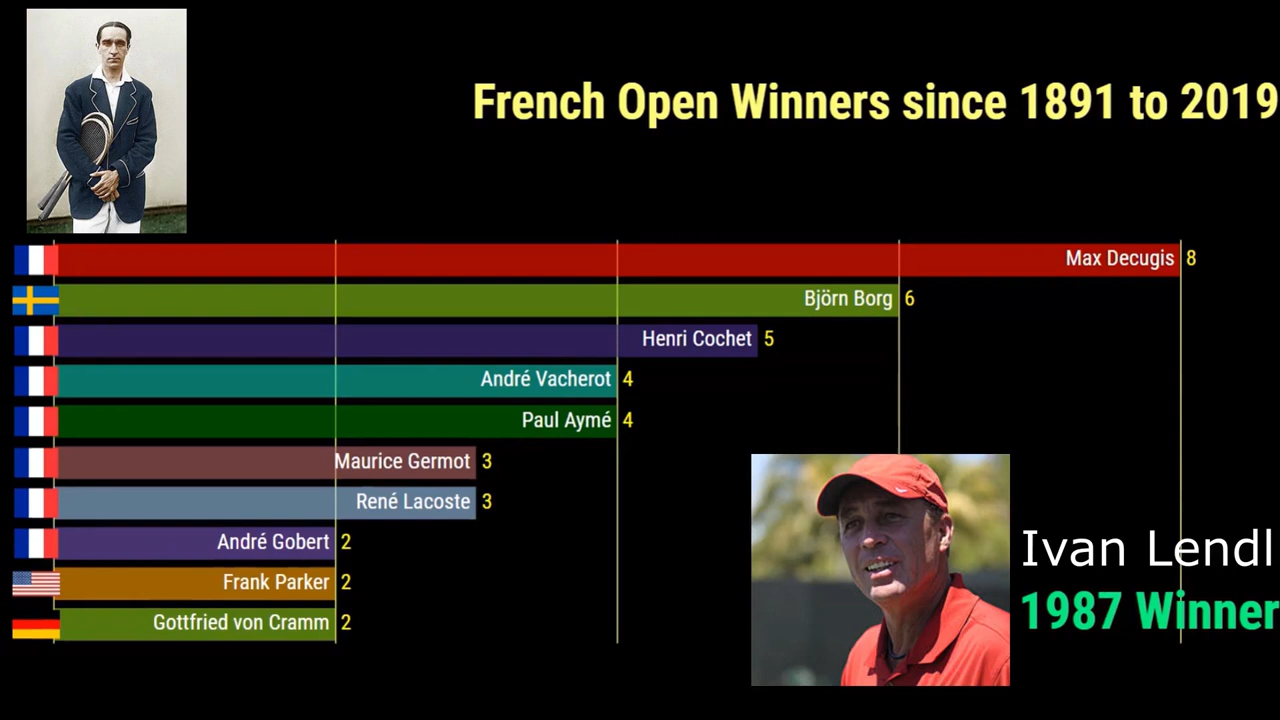 French Open Winners since 1891 to 2019
Max Decugis 8
Björn Borg 6
Henri Cochet 5
André Vacherot 4
Paul Aymé 4
Maurice Germot 3
René Lacoste 3
André Gobert 2
Frank Parker 2
Gottfried von Cramm 2
Ivan Lendl
1987 Winner